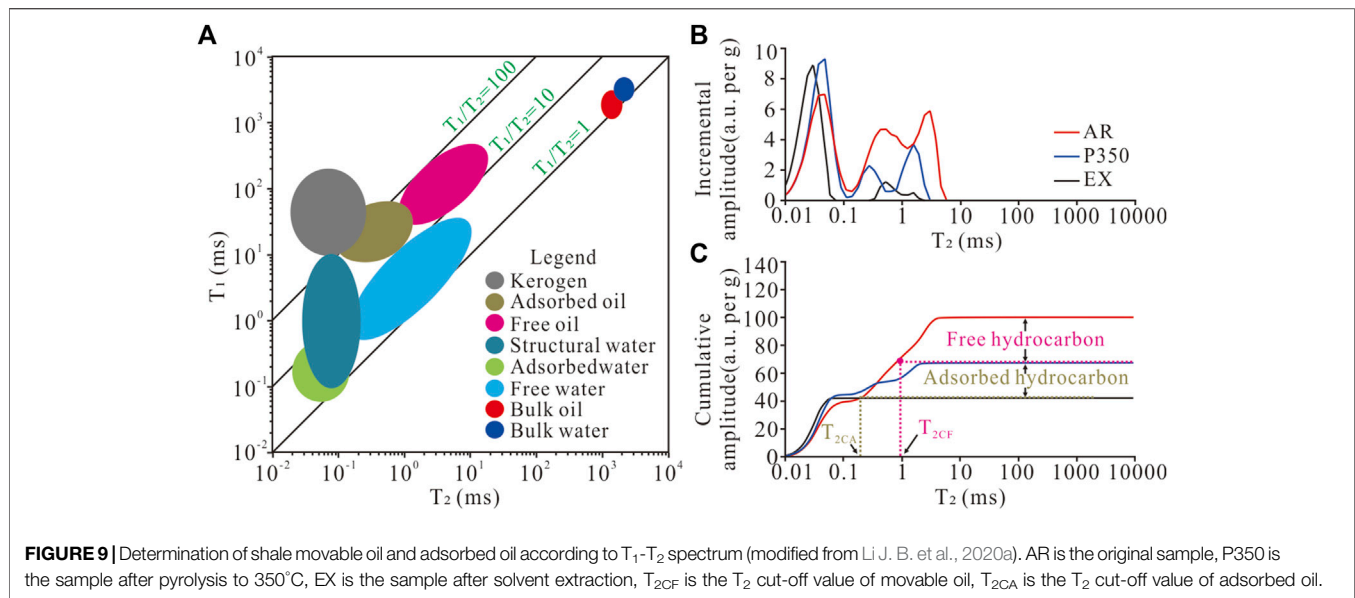 A
10⁴
10³
10²
10¹
10⁰
10⁻¹
10⁻²
T₁ (ms)
T₁/T₂=100
T₁/T₂=10
T₁/T₂=1
Legend
Kerogen
Adsorbed oil
Free oil
Structural water
Adsorbedwater
Free water
Bulk oil
Bulk water
10⁻² 10⁻¹ 10⁰ 10¹ 10² 10³ 10⁴
T₂ (ms)
B
Incremental
amplitude(a.u. per g)
10
8
6
4
2
0
AR
P350
EX
0.01 0.1 1 10 100 1000 10000
T₂ (ms)
C
Cumulative
amplitude(a.u. per g)
140
120
100
80
60
40
20
0
Free hydrocarbon
Adsorbed hydrocarbon
T₂CA
T₂CF
0.01 0.1 1 10 100 1000 10000
T₂ (ms)
FIGURE 9 | Determination of shale movable oil and adsorbed oil according to T₁-T₂ spectrum (modified from Li J. B. et al., 2020a). AR is the original sample, P350 is
the sample after pyrolysis to 350°C, EX is the sample after solvent extraction, T₂CF is the T₂ cut-off value of movable oil, T₂CA is the T₂ cut-off value of adsorbed oil.